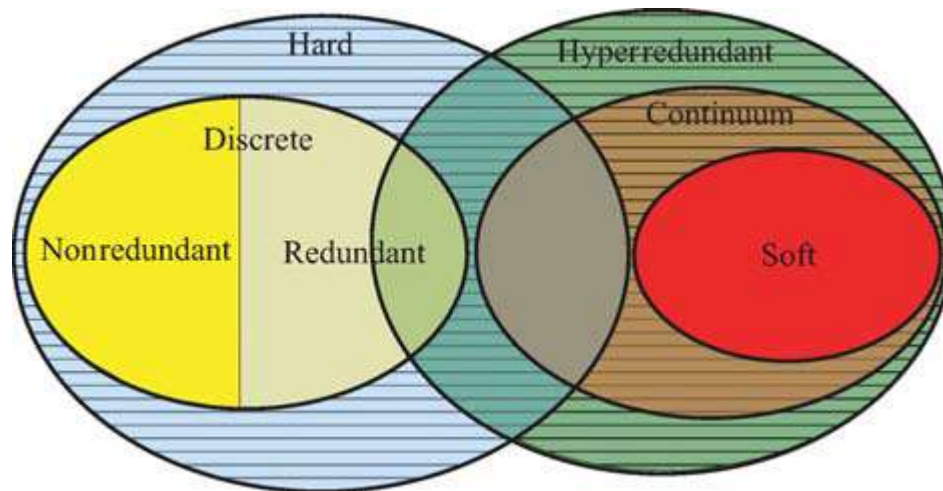 Hard
Hyperredundant
Continuum
Discrete
Nonredundant
Redundant
Soft